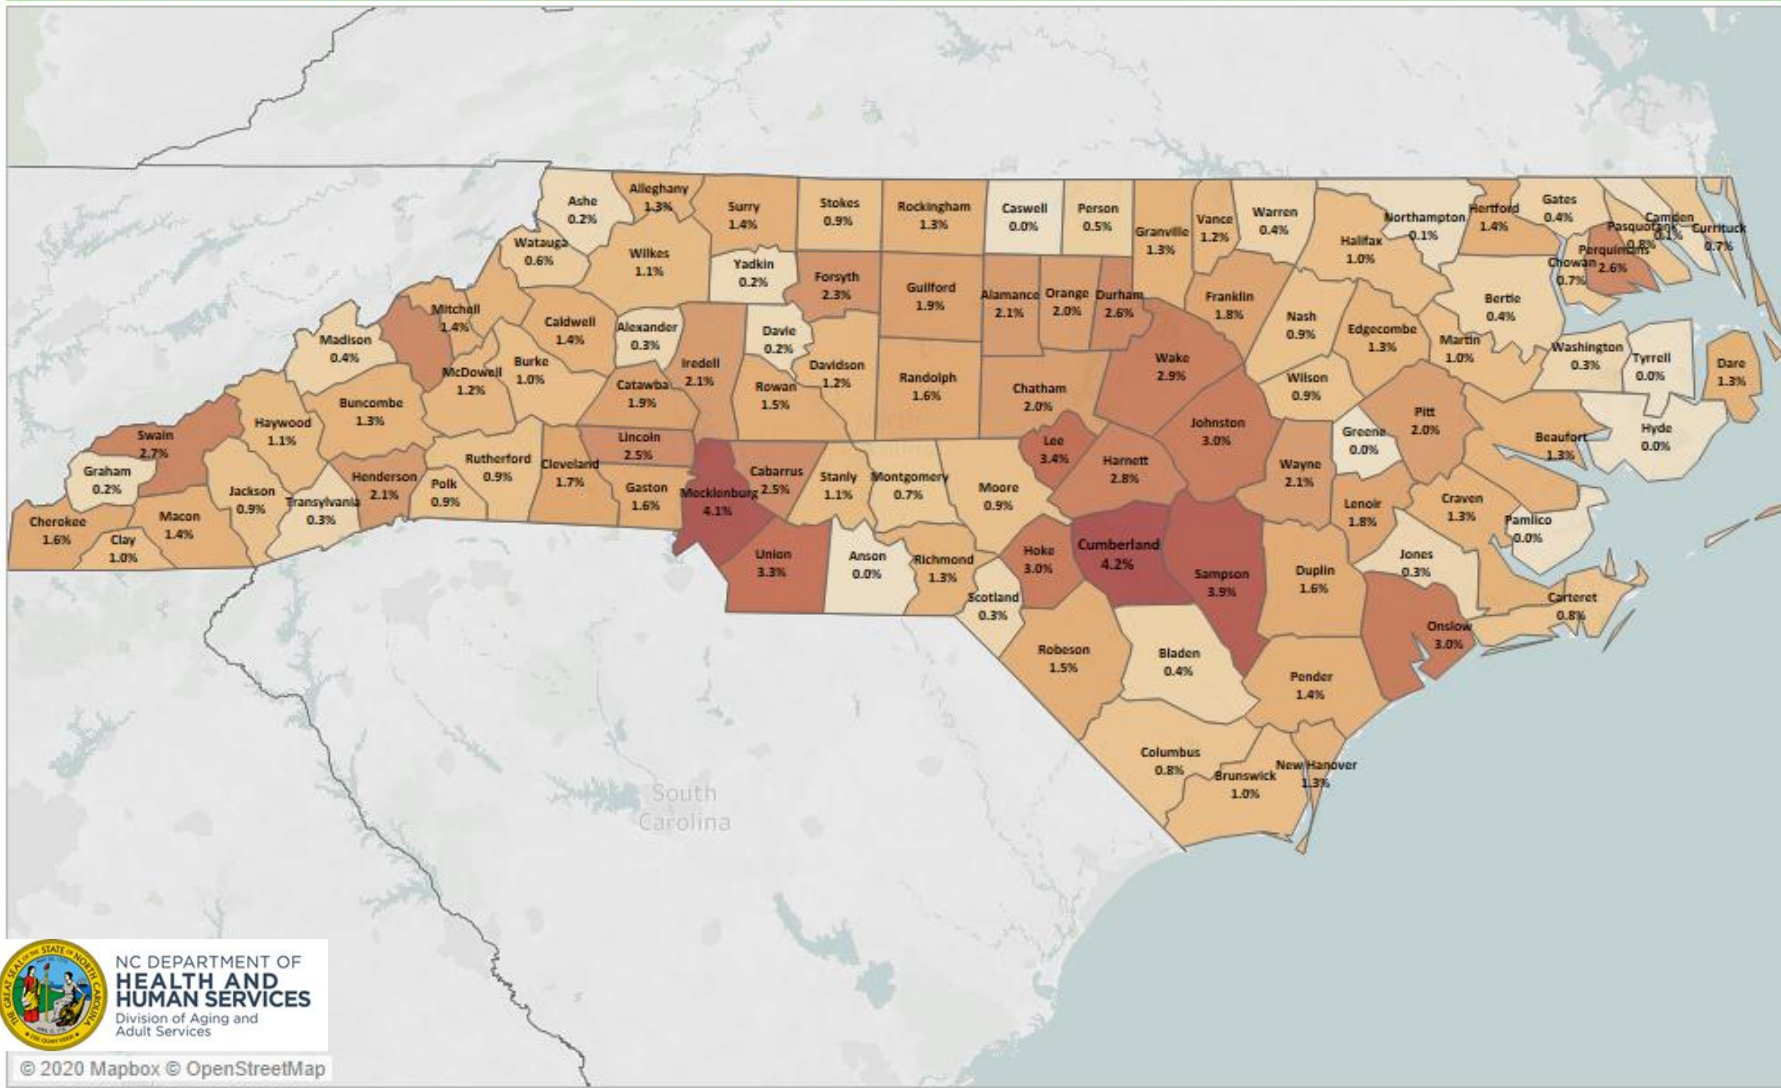 Ashe
0.2%
Alleghany
1.3%
Surry
1.4%
Stokes
0.9%
Rockingham
1.3%
Caswell
0.0%
Person
0.5%
Granville
1.3%
Vance
1.2%
Warren
0.4%
Northampton
0.1%
Hertford
1.4%
Gates
0.4%
Camden
0.1%
Pasquotank
0.8%
Currituck
0.7%
Perquimans
2.6%
Chowan
0.7%
Watauga
0.6%
Wilkes
1.1%
Yadkin
0.2%
Forsyth
2.3%
Guilford
1.9%
Alamance
2.1%
Orange
2.0%
Durham
2.6%
Franklin
1.8%
Halifax
1.0%
Nash
0.9%
Edgecombe
1.3%
Bertie
0.4%
Martin
1.0%
Washington
0.3%
Tyrrell
0.0%
Dare
1.3%
Mitchell
1.4%
Madison
0.4%
Caldwell
1.4%
Alexander
0.3%
Davie
0.2%
Iredell
2.1%
Davidson
1.2%
McDowell
1.2%
Burke
1.0%
Catawba
1.9%
Rowan
1.5%
Randolph
1.6%
Chatham
2.0%
Wake
2.9%
Wilson
0.9%
Pitt
2.0%
Beaufort
1.3%
Hyde
0.0%
Swain
2.7%
Haywood
1.1%
Buncombe
1.3%
Lincoln
2.5%
Johnston
3.0%
Greene
0.0%
Lee
3.4%
Harnett
2.8%
Wayne
2.1%
Graham
0.2%
Jackson
0.9%
Transylvania
0.3%
Henderson
2.1%
Polk
0.9%
Rutherford
0.9%
Cleveland
1.7%
Gaston
1.6%
Mecklenburg
4.1%
Cabarrus
2.5%
Stanly
1.1%
Montgomery
0.7%
Moore
0.9%
Lenoir
1.8%
Craven
1.3%
Pamlico
0.0%
Cherokee
1.6%
Clay
1.0%
Macon
1.4%
Union
3.3%
Anson
0.0%
Richmond
1.3%
Scotland
0.3%
Hoke
3.0%
Cumberland
4.2%
Sampson
3.9%
Duplin
1.6%
Jones
0.3%
Carteret
0.8%
Onslow
3.0%
Robeson
1.5%
Bladen
0.4%
Pender
1.4%
Columbus
0.8%
Brunswick
1.0%
New Hanover
1.3%
South
Carolina
NC DEPARTMENT OF
HEALTH AND
HUMAN SERVICES
Division of Aging and
Adult Services
© 2020 Mapbox © OpenStreetMap